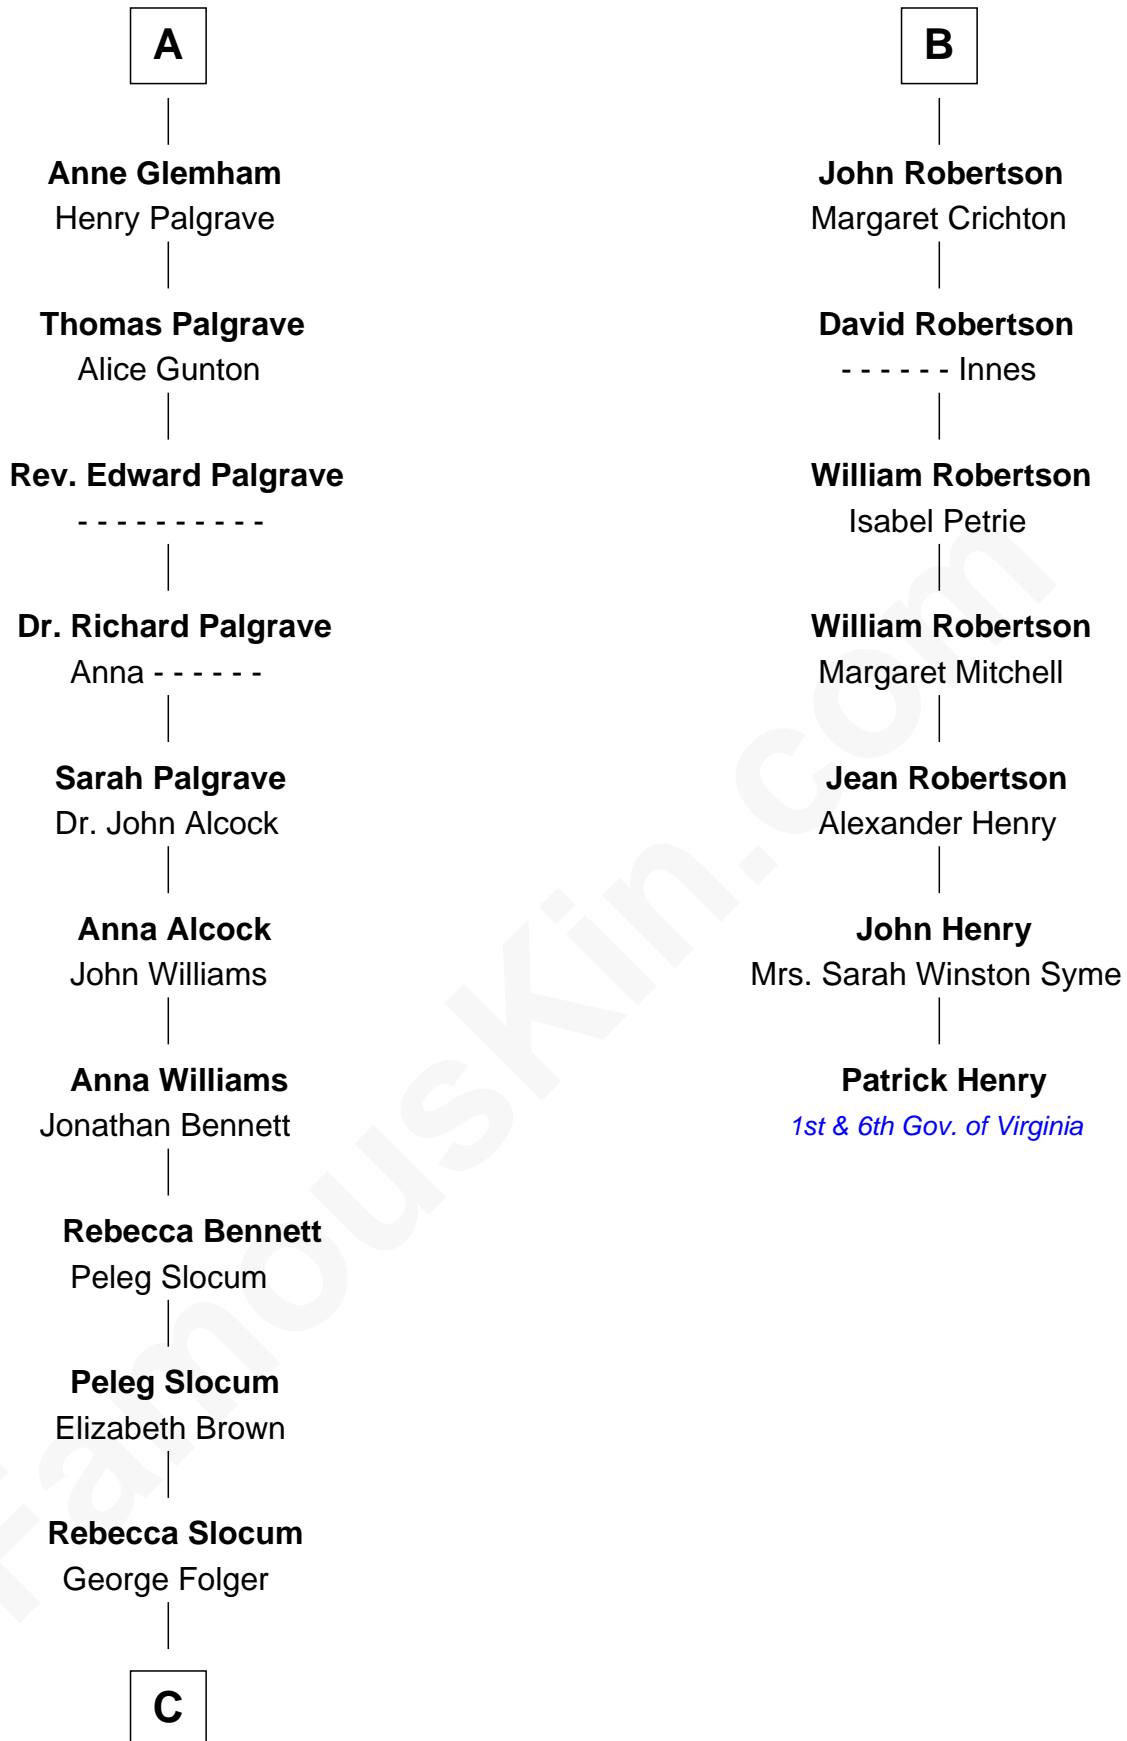 A
Anne Glemham
Henry Palgrave
Thomas Palgrave
Alice Gunton
Rev. Edward Palgrave
- - - - - - - - - -
Dr. Richard Palgrave
Anna - - - - - -
Sarah Palgrave
Dr. John Alcock
Anna Alcock
John Williams
Anna Williams
Jonathan Bennett
Rebecca Bennett
Peleg Slocum
Peleg Slocum
Elizabeth Brown
Rebecca Slocum
George Folger
C
B
John Robertson
Margaret Crichton
David Robertson
- - - - - - Innes
William Robertson
Isabel Petrie
William Robertson
Margaret Mitchell
Jean Robertson
Alexander Henry
John Henry
Mrs. Sarah Winston Syme
Patrick Henry
1st & 6th Gov. of Virginia
FamousKin.com